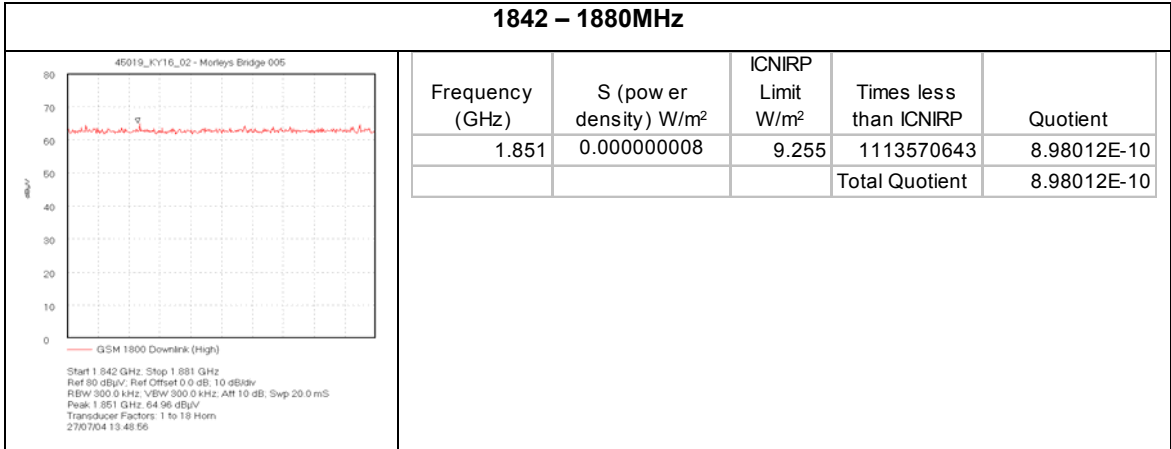 1842 – 1880MHz
45019_KY16_02 - Morleys Bridge 005
80
70
60
50
40
30
20
10
0
dBµV
GSM 1800 Downlink (High)
Start 1.842 GHz; Stop 1.881 GHz
Ref 80 dBµV; Ref Offset 0.0 dB; 10 dB/div
RBW 300.0 kHz; VBW 300.0 kHz; Att 10 dB; Swp 20.0 mS
Peak 1.851 GHz, 64.96 dBµV
Transducer Factors: 1 to 18 Horn
27/07/04 13:48:56
Frequency (GHz) S (pow er density) W/m² ICNIRP Limit W/m² Times less than ICNIRP Quotient
1.851 0.000000008 9.255 1113570643 8.98012E-10
Total Quotient 8.98012E-10